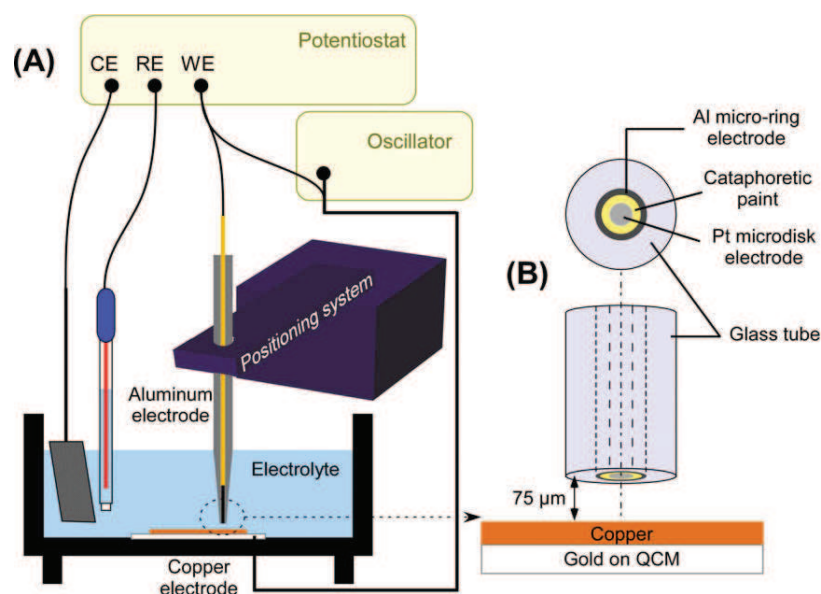 (A)
Potentiostat
CE RE WE
Oscillator
Positioning system
Aluminum
electrode
Electrolyte
Copper
electrode
(B)
Al micro-ring
electrode
Cataphoretic
paint
Pt microdisk
electrode
Glass tube
75 µm
Copper
Gold on QCM